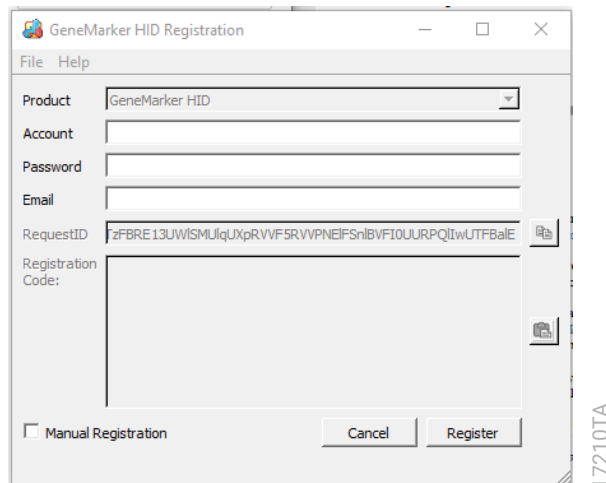 GeneMarker HID Registration
File Help
Product GeneMarker HID
Account
Password
Email
RequestID
Registration
Code:
Manual Registration Cancel Register
17210TA